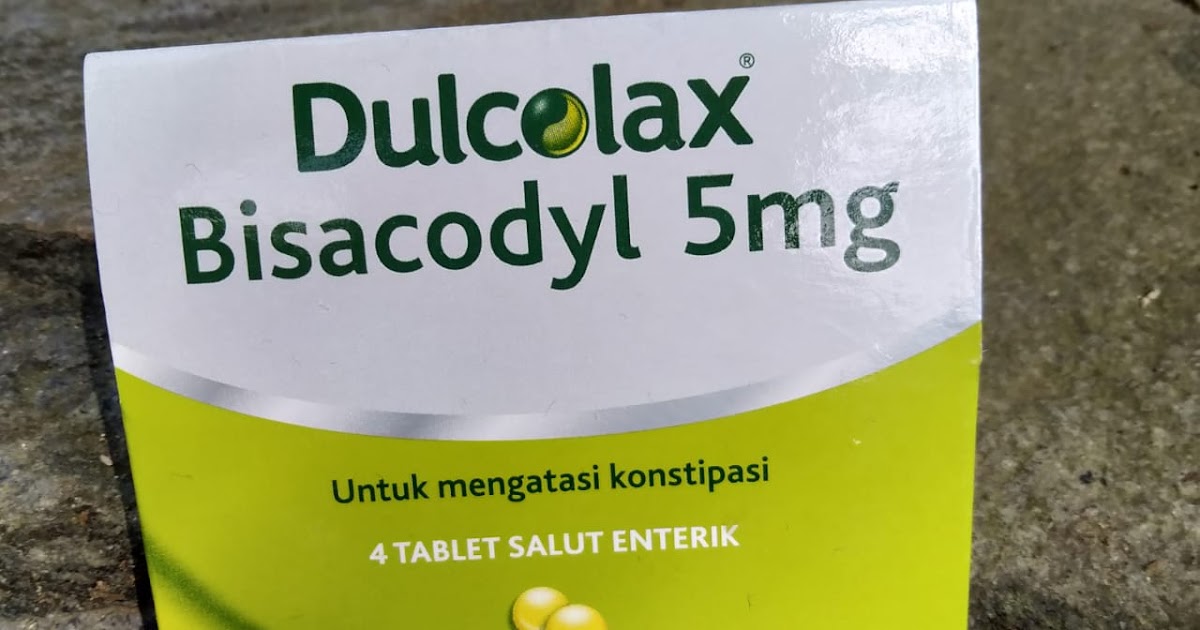 Dulcolax®
Bisacodyl 5mg
Untuk mengatasi konstipasi
4 TABLET SALUT ENTERIK